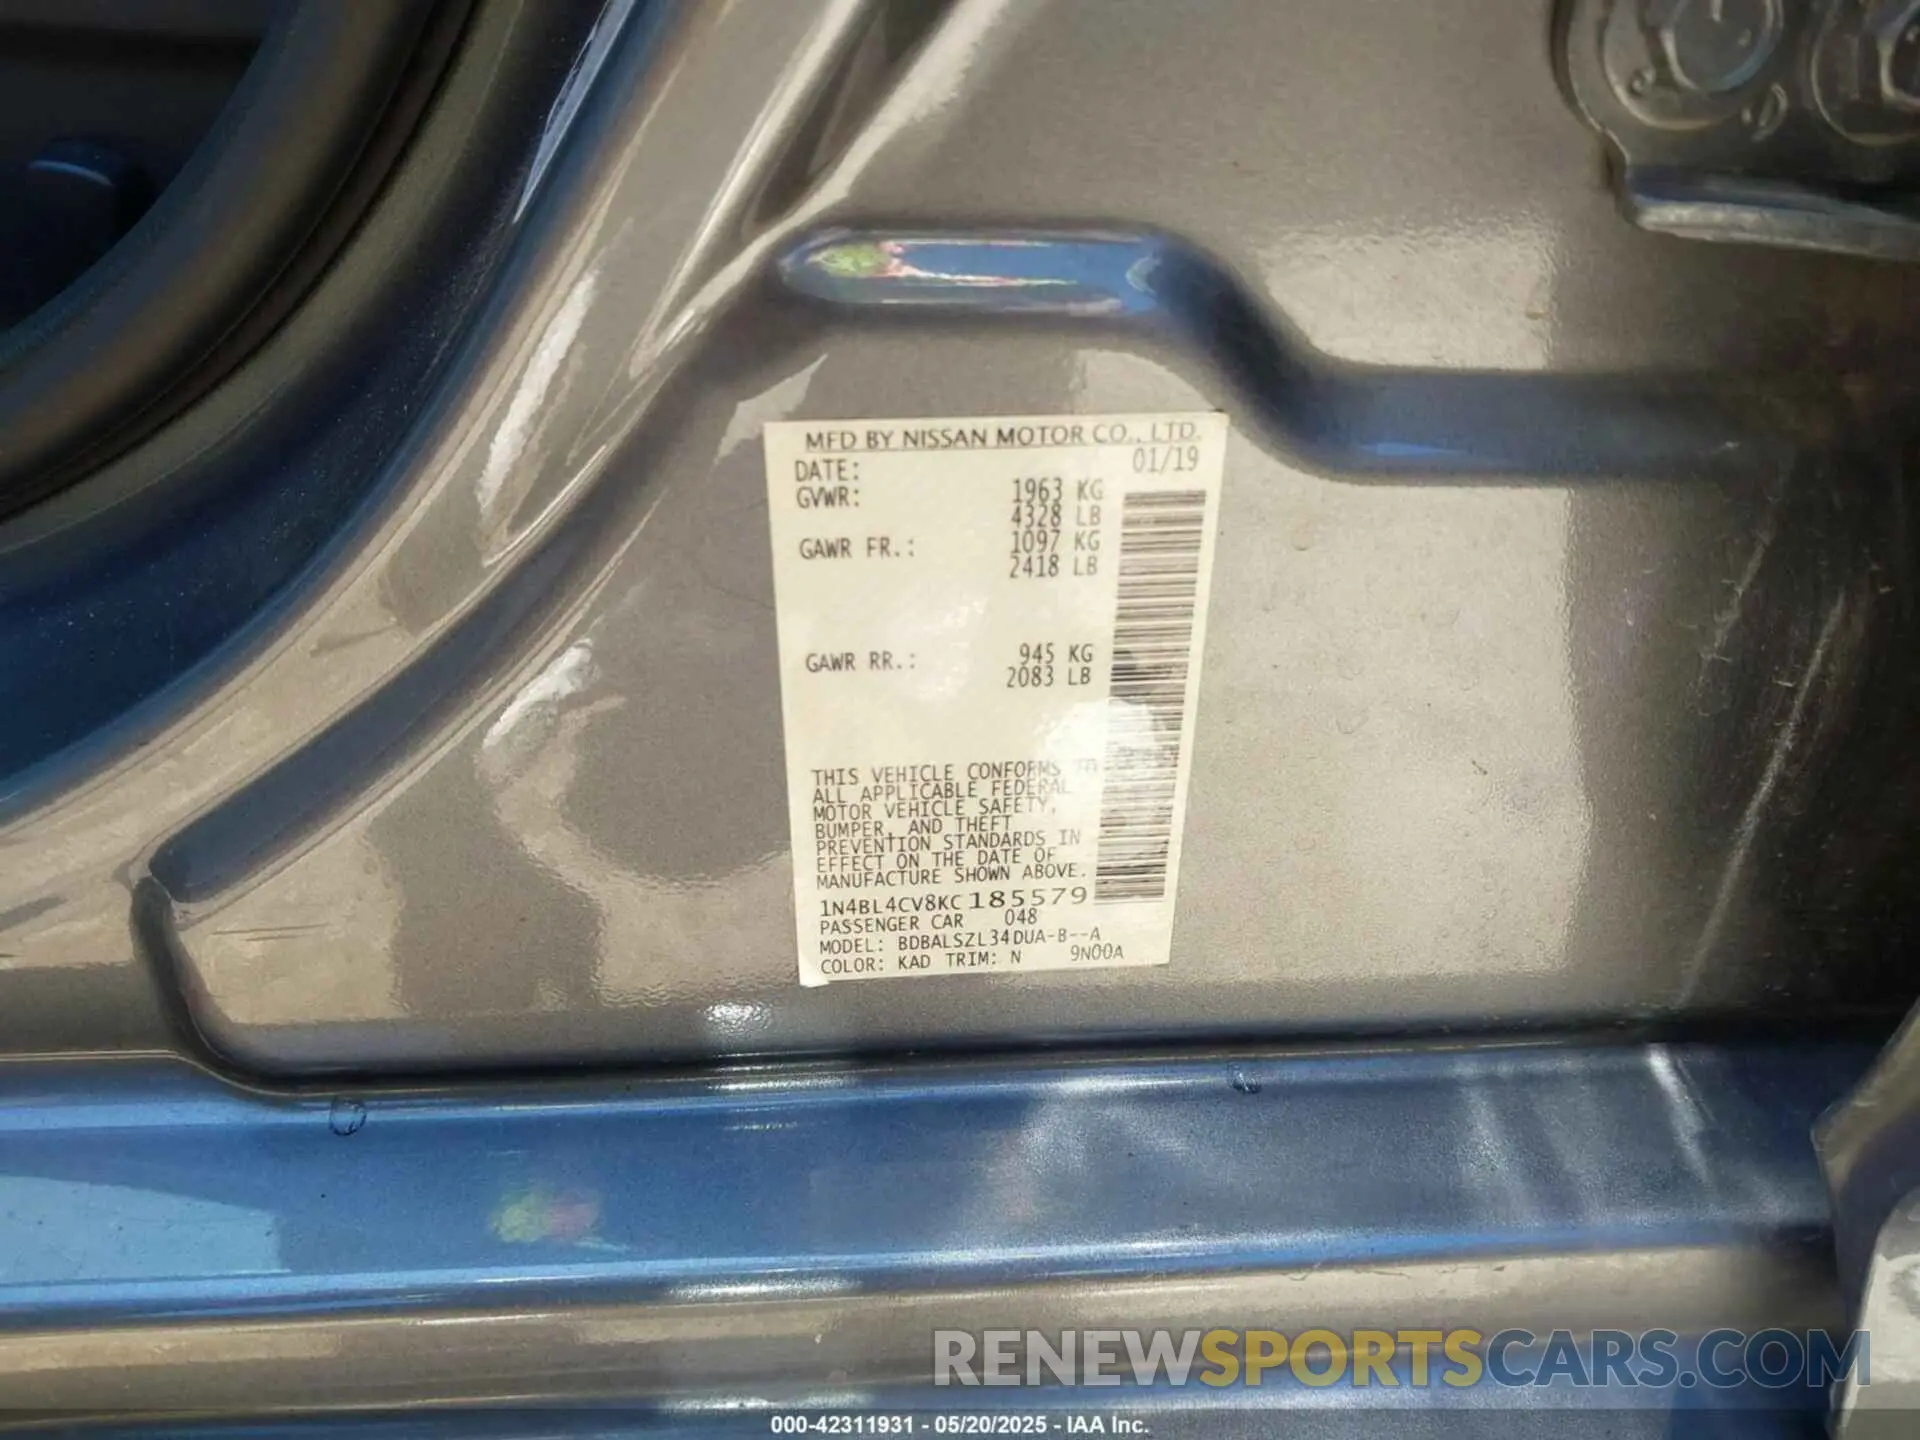 MFD BY NISSAN MOTOR CO., LTD.
DATE: 01/19
GVWR: 1963 KG
4328 LB
GAWR FR.: 1097 KG
2418 LB
GAWR RR.: 945 KG
2083 LB
THIS VEHICLE CONFORMS TO
ALL APPLICABLE FEDERAL
MOTOR VEHICLE SAFETY,
BUMPER, AND THEFT
PREVENTION STANDARDS IN
EFFECT ON THE DATE OF
MANUFACTURE SHOWN ABOVE.
1N4BL4CV8KC185579
PASSENGER CAR 048
MODEL: BDBALSZL34DUA-B--A
COLOR: KAD TRIM: N 9N00A
RENEWSPORTSCARS.COM
000-42311931 - 05/20/2025 - IAA Inc.